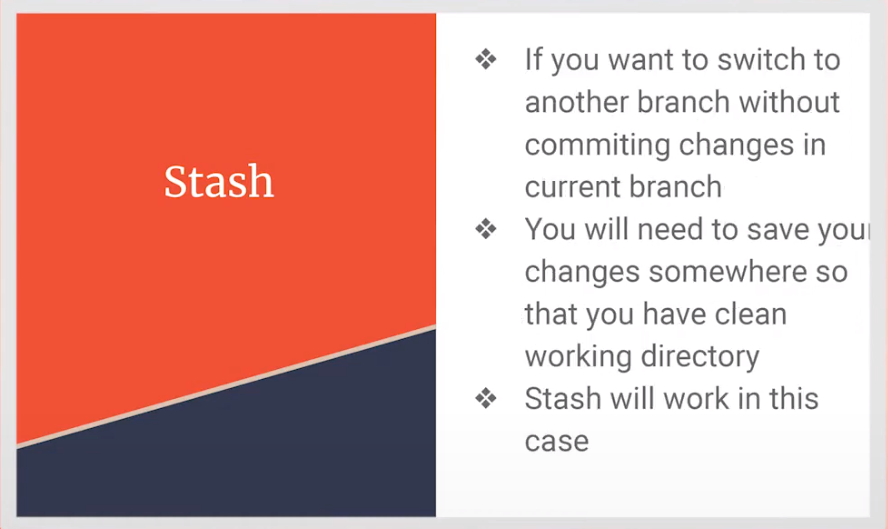 Stash
❖ If you want to switch to
another branch without
commiting changes in
current branch
❖ You will need to save your
changes somewhere so
that you have clean
working directory
❖ Stash will work in this
case